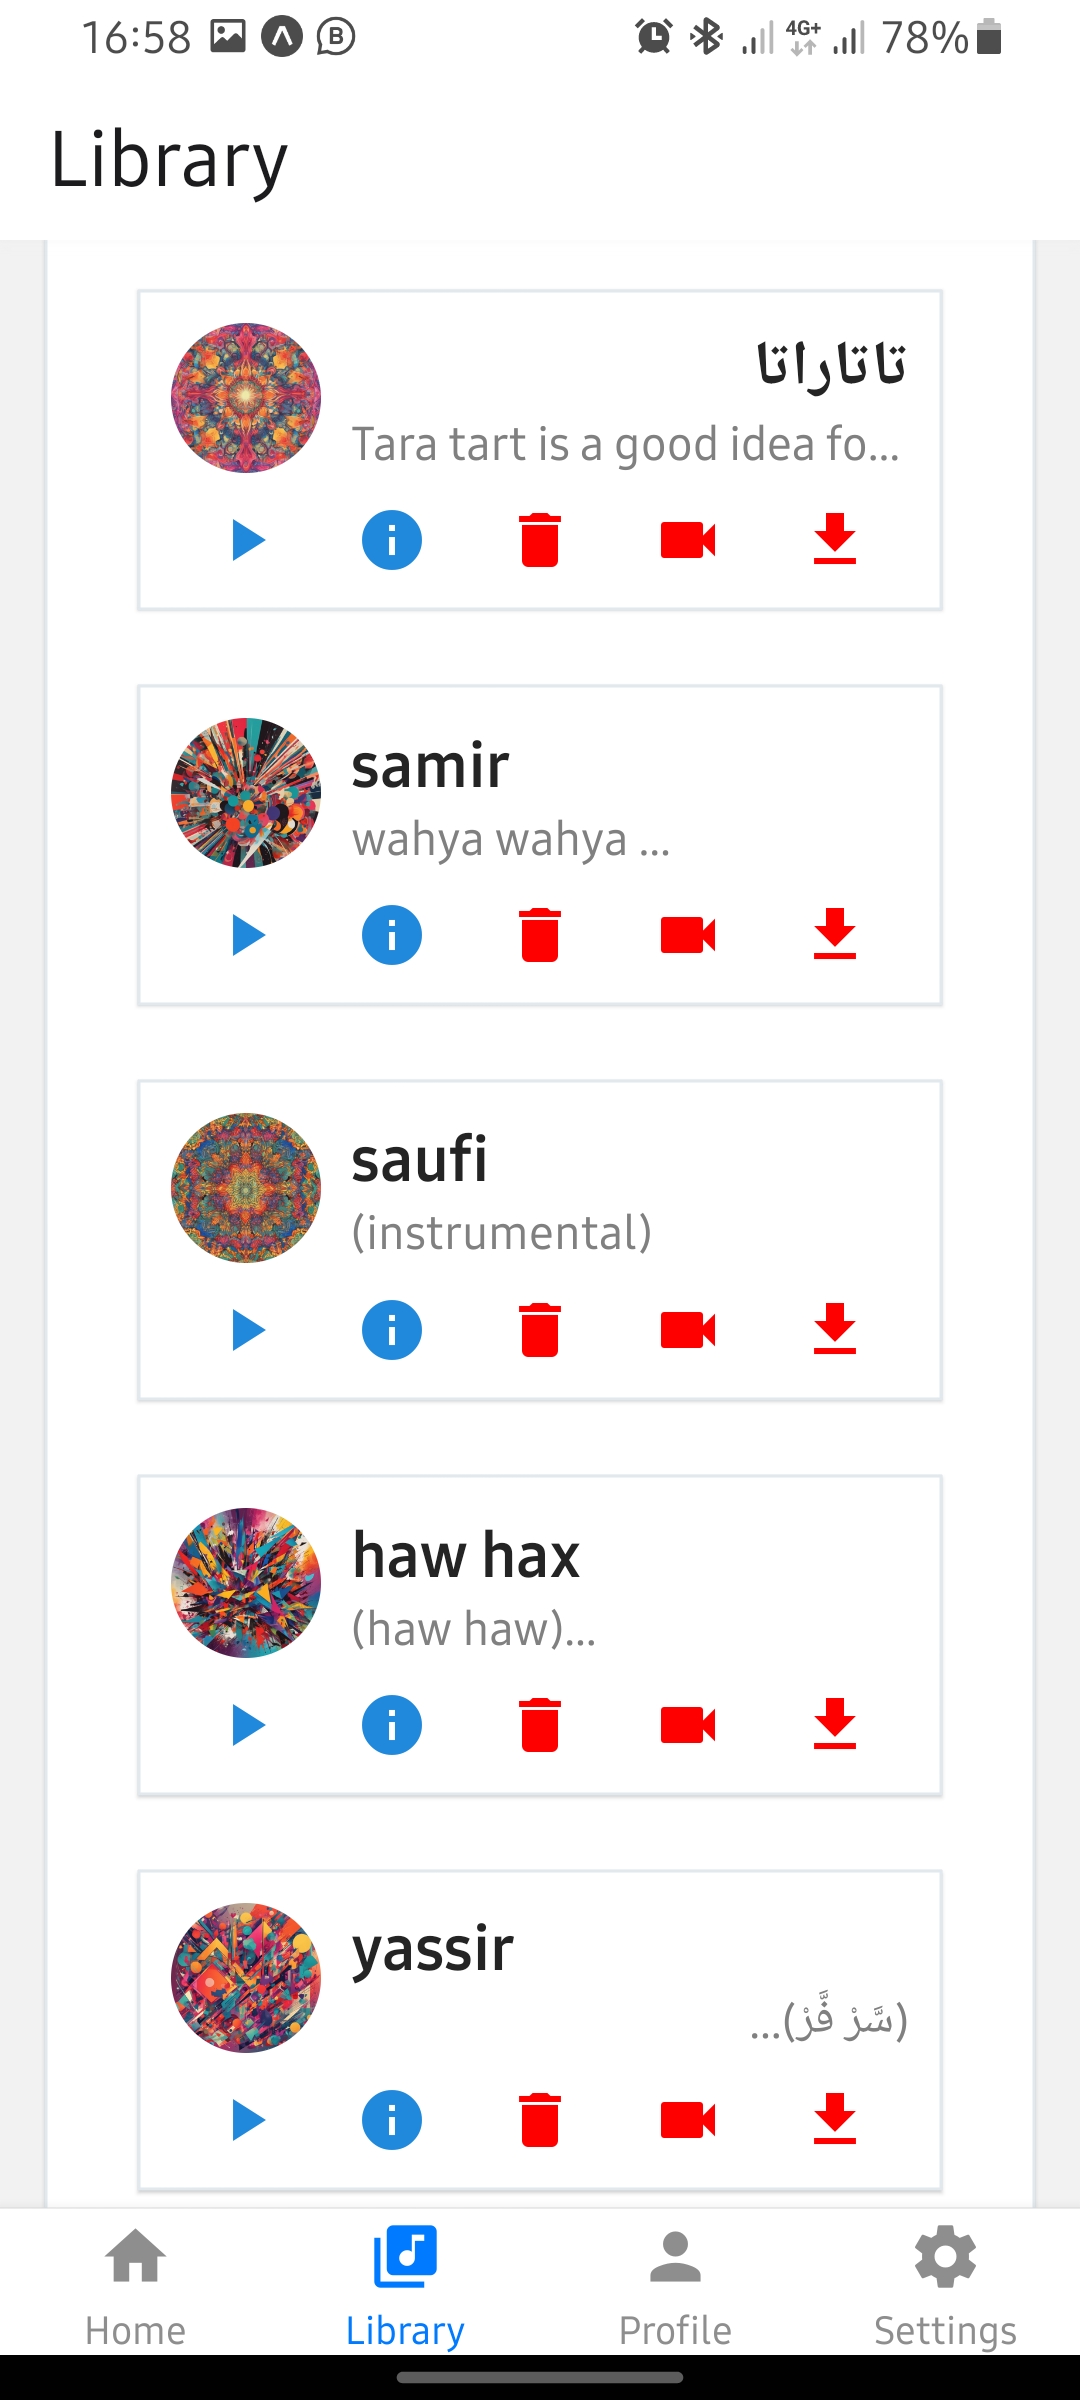 16:58
4G+
78%
Library
تاتاراتا
Tara tart is a good idea fo...
samir
wahya wahya ...
saufi
(instrumental)
haw hax
(haw haw)...
yassir
(سَّرْ فَّرْ)...
Home
Library
Profile
Settings